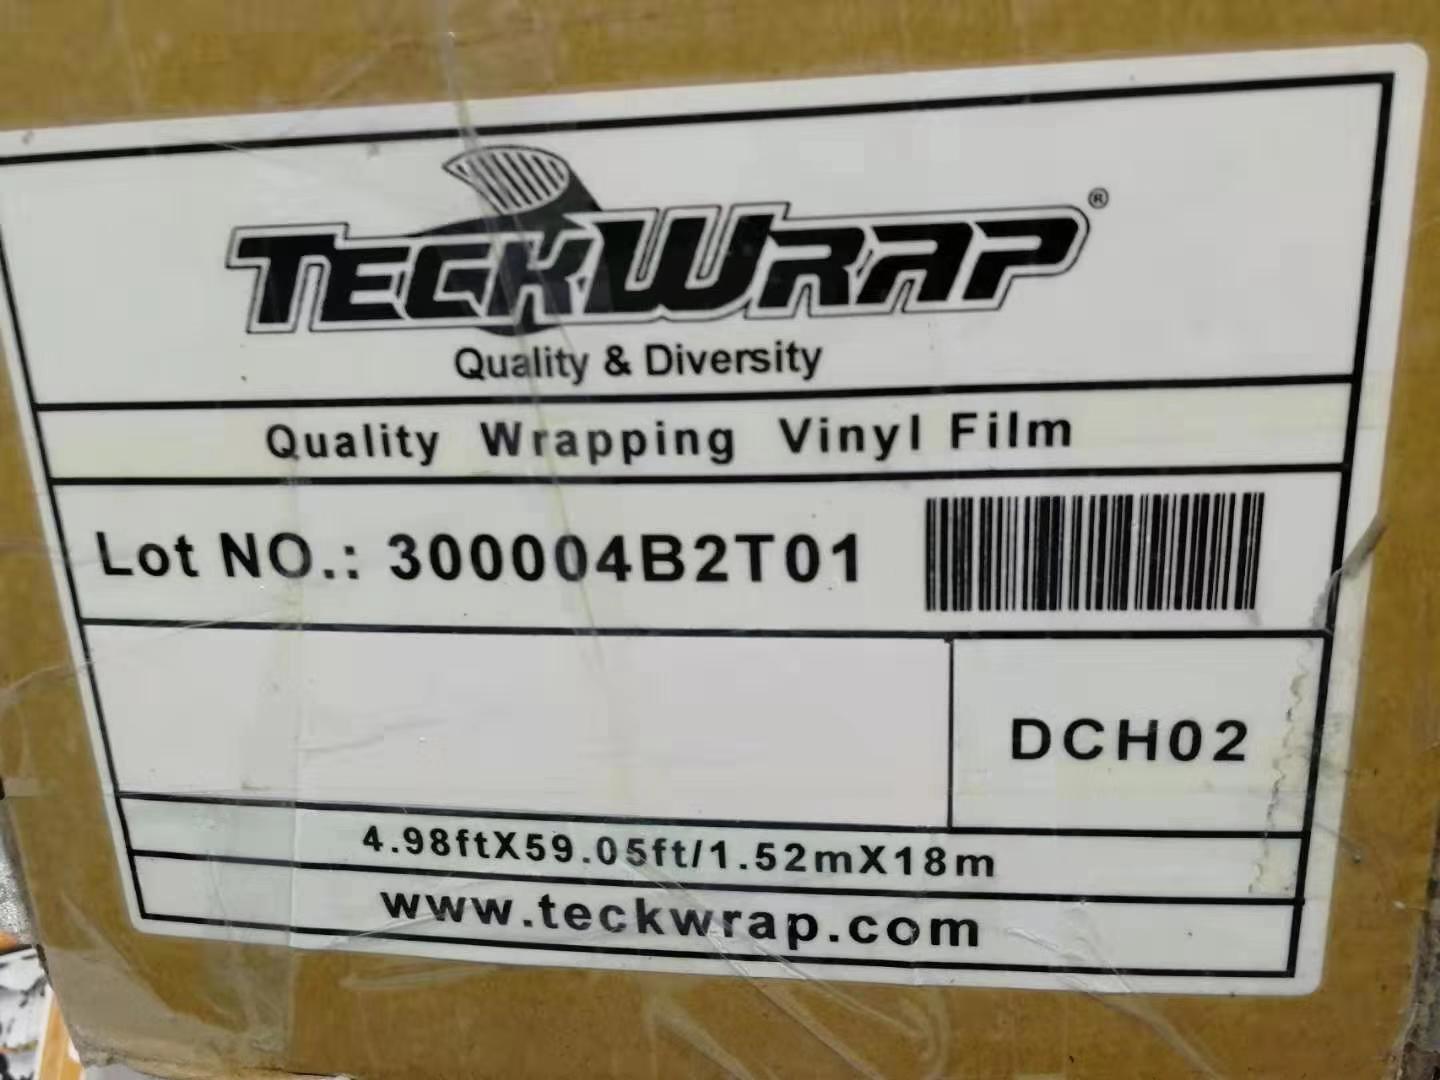 TECKWRAP®
Quality & Diversity
Quality Wrapping Vinyl Film
Lot NO.: 300004B2T01
DCH02
4.98ftX59.05ft/1.52mX18m
www.teckwrap.com